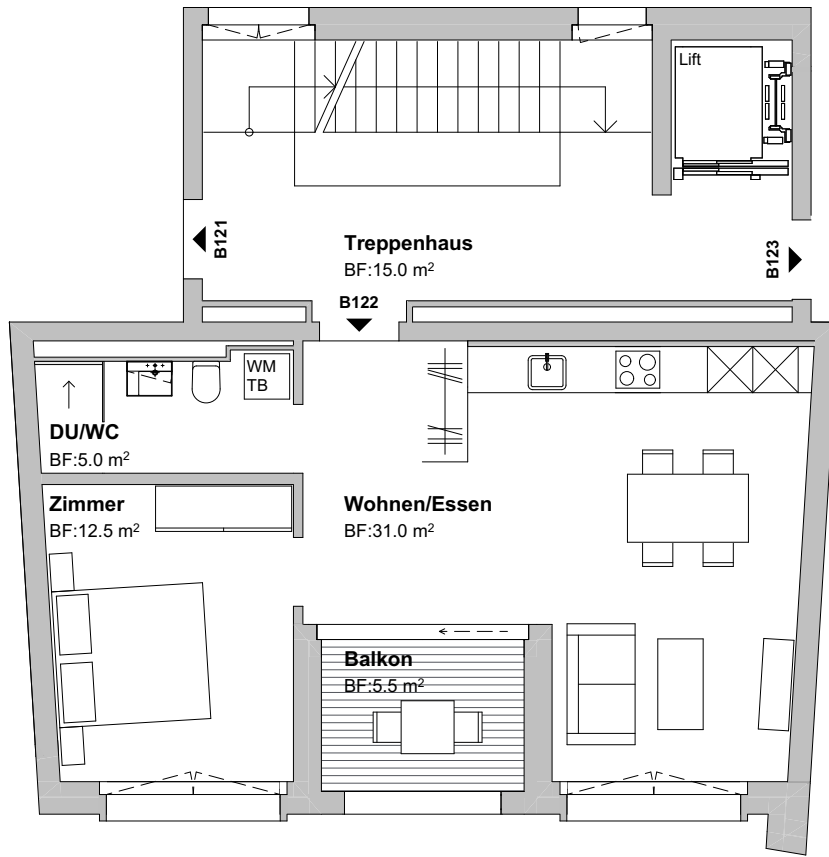 Lift
B121
Treppenhaus
BF:15.0 m²
B123
B122
WM
TB
DU/WC
BF:5.0 m²
Zimmer
BF:12.5 m²
Wohnen/Essen
BF:31.0 m²
Balkon
BF:5.5 m²